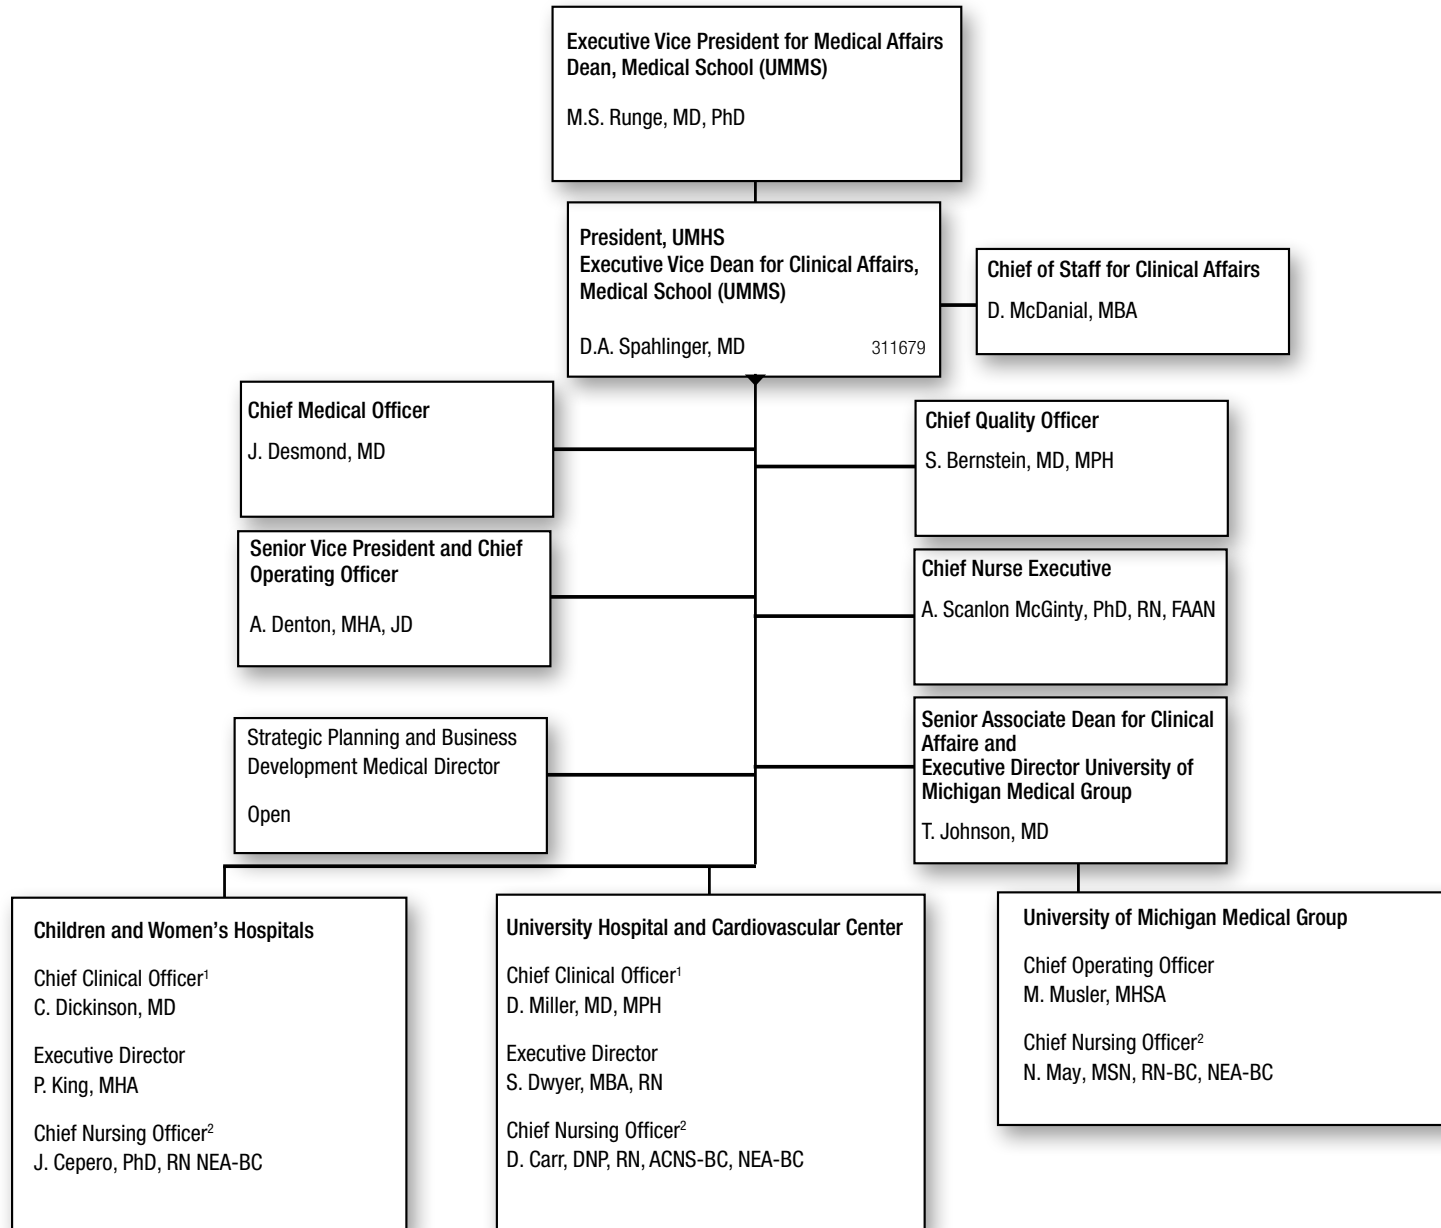 Executive Vice President for Medical Affairs
Dean, Medical School (UMMS)
M.S. Runge, MD, PhD
President, UMHS
Executive Vice Dean for Clinical Affairs,
Medical School (UMMS)
D.A. Spahlinger, MD 311679
Chief of Staff for Clinical Affairs
D. McDanial, MBA
Chief Medical Officer
J. Desmond, MD
Chief Quality Officer
S. Bernstein, MD, MPH
Senior Vice President and Chief
Operating Officer
A. Denton, MHA, JD
Chief Nurse Executive
A. Scanlon McGinty, PhD, RN, FAAN
Strategic Planning and Business
Development Medical Director
Open
Senior Associate Dean for Clinical
Affaire and
Executive Director University of
Michigan Medical Group
T. Johnson, MD
Children and Women’s Hospitals
Chief Clinical Officer¹
C. Dickinson, MD
Executive Director
P. King, MHA
Chief Nursing Officer²
J. Cepero, PhD, RN NEA-BC
University Hospital and Cardiovascular Center
Chief Clinical Officer¹
D. Miller, MD, MPH
Executive Director
S. Dwyer, MBA, RN
Chief Nursing Officer²
D. Carr, DNP, RN, ACNS-BC, NEA-BC
University of Michigan Medical Group
Chief Operating Officer
M. Musler, MHSA
Chief Nursing Officer²
N. May, MSN, RN-BC, NEA-BC